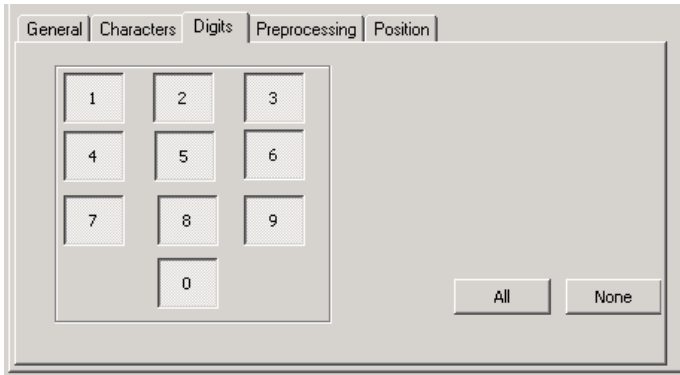 General Characters Digits Preprocessing Position
1 2 3
4 5 6
7 8 9
0
All None